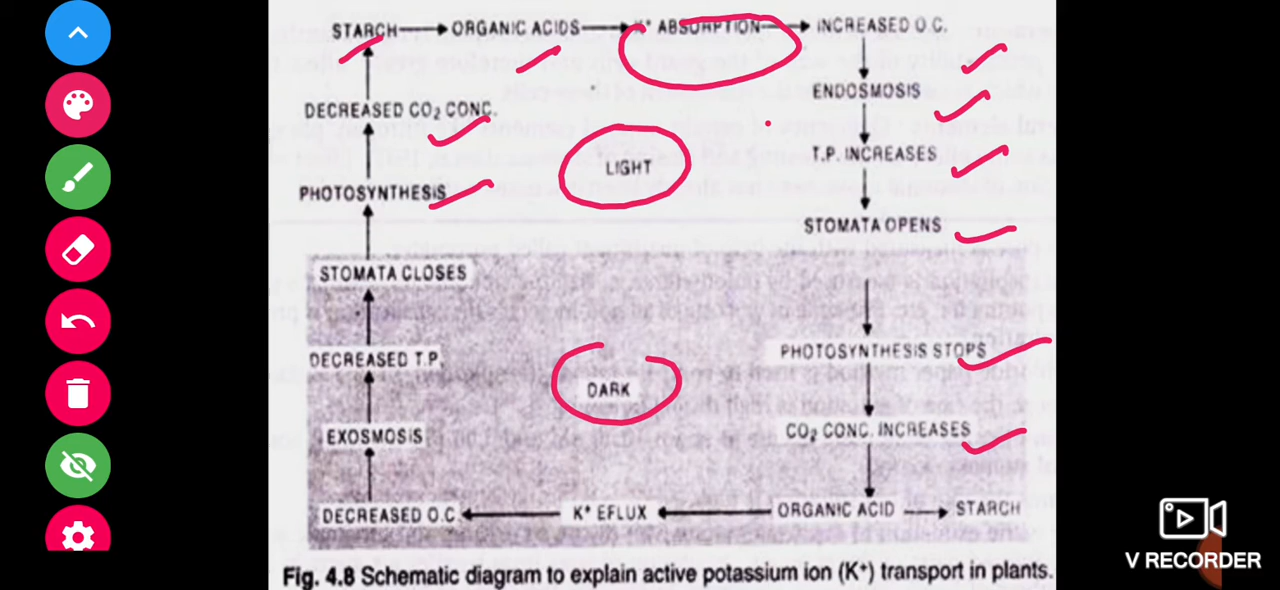 STARCH ORGANIC ACIDS K⁺ ABSORPTION INCREASED O.C.
DECREASED CO₂ CONC.
ENDOSMOSIS
PHOTOSYNTHESIS
LIGHT
T.P. INCREASES
STOMATA OPENS
STOMATA CLOSES
DECREASED T.P.
DARK
PHOTOSYNTHESIS STOPS
EXOSMOSIS
CO₂ CONC. INCREASES
DECREASED O.C K⁺ EFLUX ORGANIC ACID STARCH
Fig. 4.8 Schematic diagram to explain active potassium ion (K⁺) transport in plants.
V RECORDER